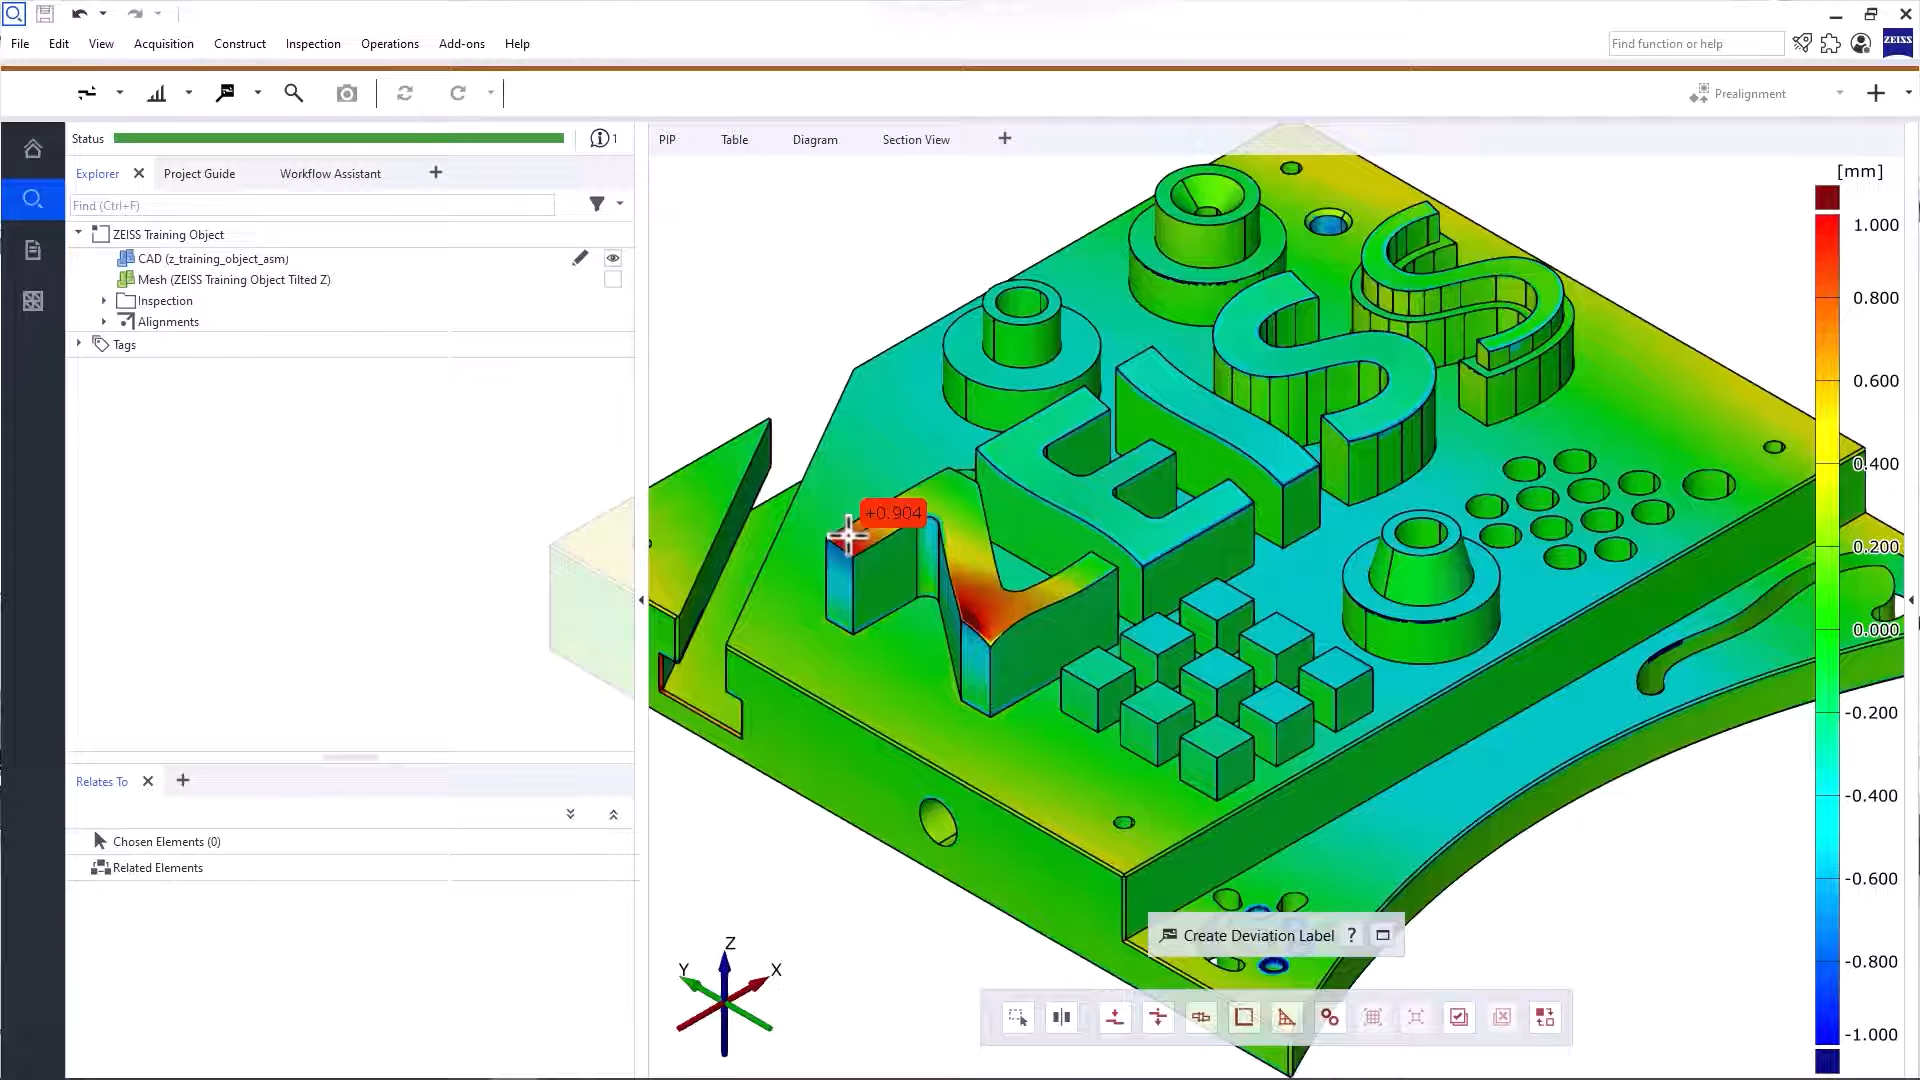 File Edit View Acquisition Construct Inspection Operations Add-ons Help
Find function or help
ZEISS
Prealignment
Status
1
Explorer
Project Guide
Workflow Assistant
Find (Ctrl+F)
ZEISS Training Object
CAD (z_training_object_asm)
Mesh (ZEISS Training Object Tilted Z)
Inspection
Alignments
Tags
Relates To
Chosen Elements (0)
Related Elements
PIP
Table
Diagram
Section View
[mm]
1.000
0.800
0.600
0.400
0.200
0.000
-0.200
-0.400
-0.600
-0.800
-1.000
ZEISS
+0.904
Create Deviation Label ?
Z
Y
X